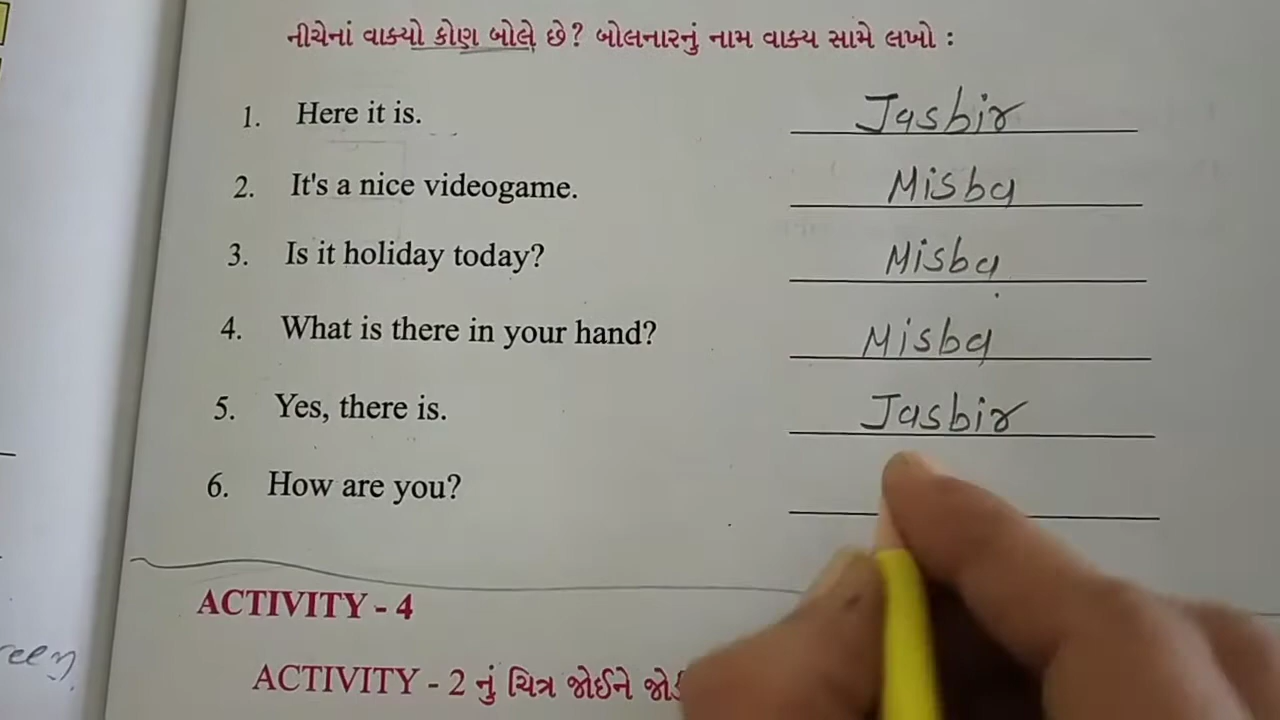 નીચેનાં વાક્યો કોણ બોલે છે? બોલનારનું નામ વાક્ય સામે લખો :
1. Here it is. Jasbir
2. It's a nice videogame. Misba
3. Is it holiday today? Misba
4. What is there in your hand? Misba
5. Yes, there is. Jasbir
6. How are you?
ACTIVITY - 4
ACTIVITY - 2 નું ચિત્ર જોઈને